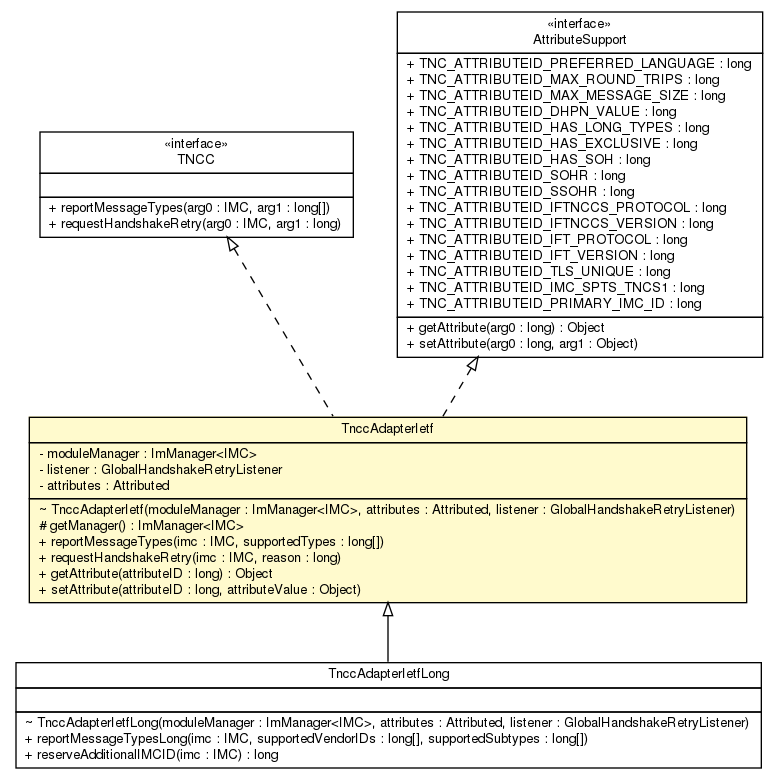 «interface»
AttributeSupport
+ TNC_ATTRIBUTEID_PREFERRED_LANGUAGE : long
+ TNC_ATTRIBUTEID_MAX_ROUND_TRIPS : long
+ TNC_ATTRIBUTEID_MAX_MESSAGE_SIZE : long
+ TNC_ATTRIBUTEID_DHPN_VALUE : long
+ TNC_ATTRIBUTEID_HAS_LONG_TYPES : long
+ TNC_ATTRIBUTEID_HAS_EXCLUSIVE : long
+ TNC_ATTRIBUTEID_HAS_SOH : long
+ TNC_ATTRIBUTEID_SOHR : long
+ TNC_ATTRIBUTEID_SSOHR : long
+ TNC_ATTRIBUTEID_IFTNCCS_PROTOCOL : long
+ TNC_ATTRIBUTEID_IFTNCCS_VERSION : long
+ TNC_ATTRIBUTEID_IFT_PROTOCOL : long
+ TNC_ATTRIBUTEID_IFT_VERSION : long
+ TNC_ATTRIBUTEID_TLS_UNIQUE : long
+ TNC_ATTRIBUTEID_IMC_SPTS_TNCS1 : long
+ TNC_ATTRIBUTEID_PRIMARY_IMC_ID : long
+ getAttribute(arg0 : long) : Object
+ setAttribute(arg0 : long, arg1 : Object)
«interface»
TNCC
+ reportMessageTypes(arg0 : IMC, arg1 : long[])
+ requestHandshakeRetry(arg0 : IMC, arg1 : long)
TnccAdapterIetf
- moduleManager : ImManager<IMC>
- listener : GlobalHandshakeRetryListener
- attributes : Attributed
~ TnccAdapterIetf(moduleManager : ImManager<IMC>, attributes : Attributed, listener : GlobalHandshakeRetryListener)
# getManager() : ImManager<IMC>
+ reportMessageTypes(imc : IMC, supportedTypes : long[])
+ requestHandshakeRetry(imc : IMC, reason : long)
+ getAttribute(attributeID : long) : Object
+ setAttribute(attributeID : long, attributeValue : Object)
TnccAdapterIetfLong
~ TnccAdapterIetfLong(moduleManager : ImManager<IMC>, attributes : Attributed, listener : GlobalHandshakeRetryListener)
+ reportMessageTypesLong(imc : IMC, supportedVendorIDs : long[], supportedSubtypes : long[])
+ reserveAdditionalIMCID(imc : IMC) : long